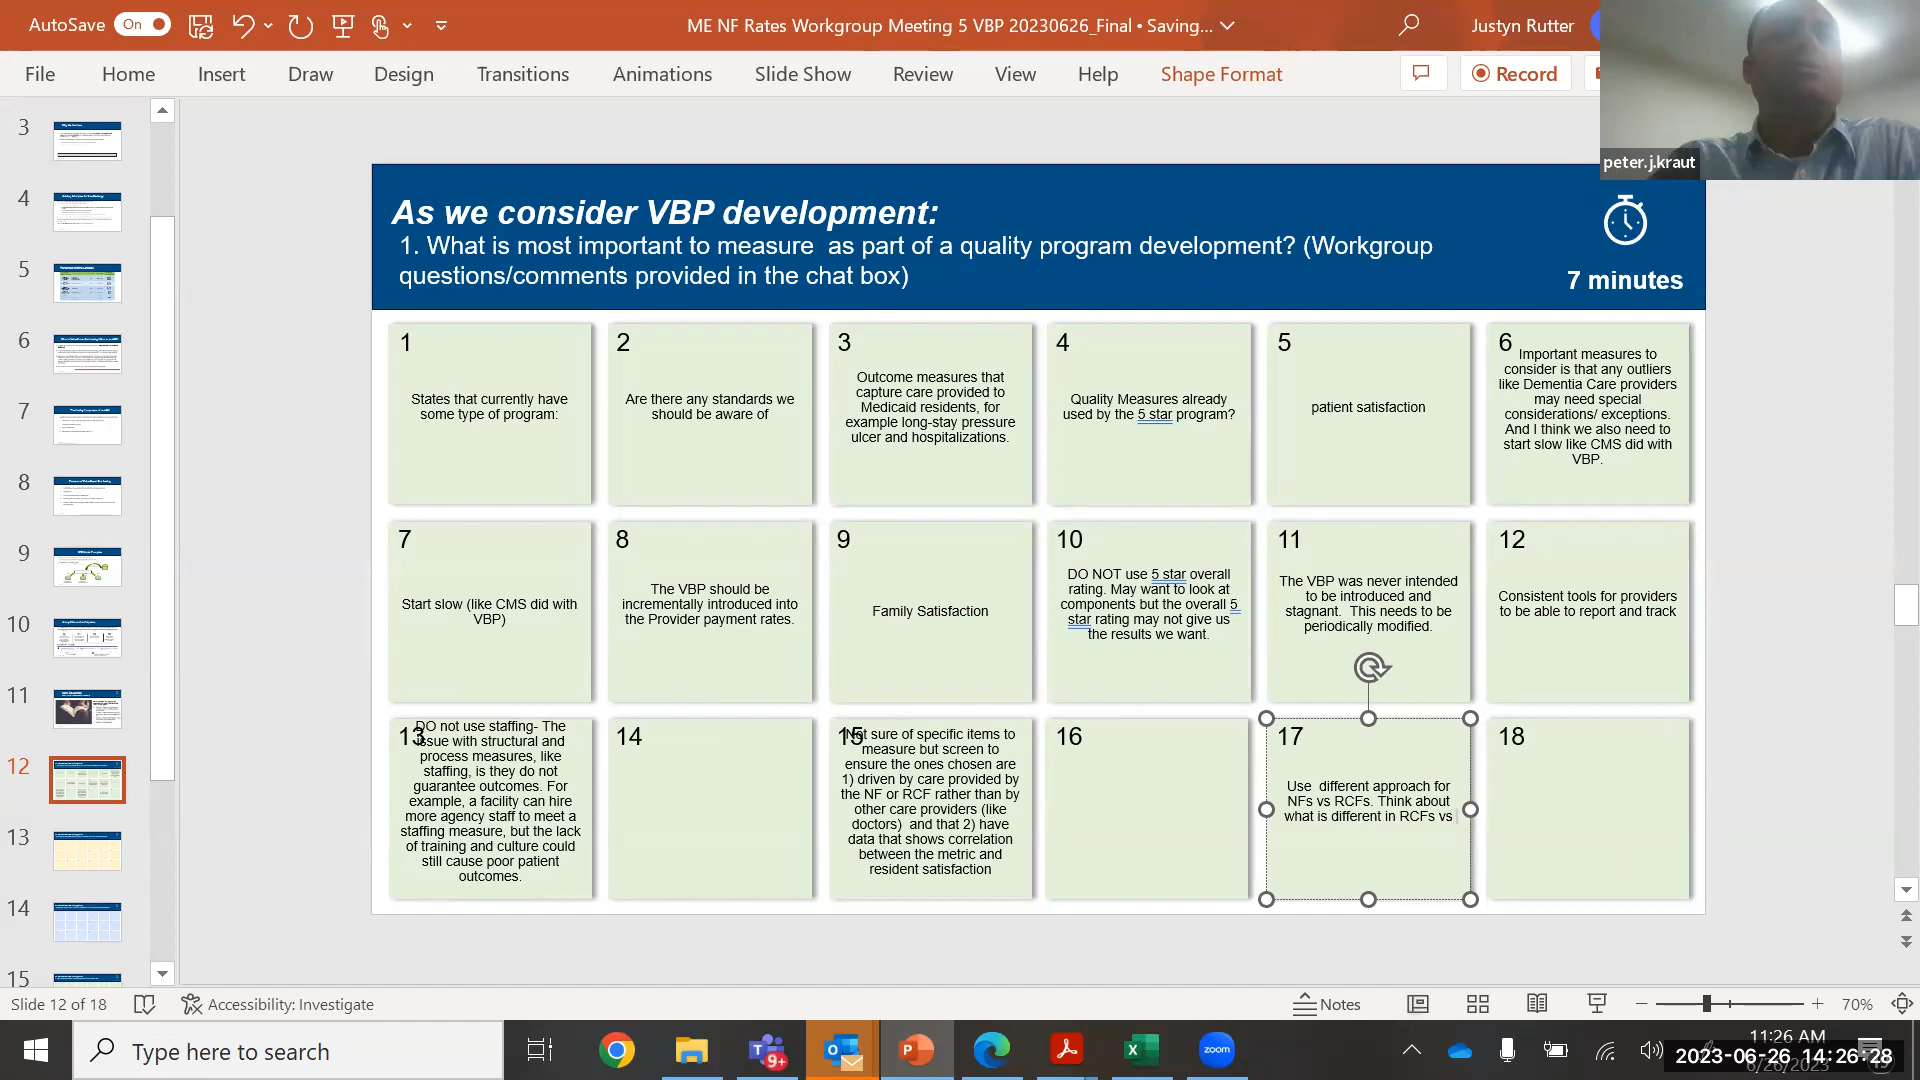 AutoSave On
ME NF Rates Workgroup Meeting 5 VBP 20230626_Final • Saving...
Justyn Rutter
File Home Insert Draw Design Transitions Animations Slide Show Review View Help Shape Format
Record
peter.j.kraut
3
4
5
6
7
8
9
10
11
12
13
14
15
As we consider VBP development:
1. What is most important to measure as part of a quality program development? (Workgroup
questions/comments provided in the chat box)
7 minutes
1
States that currently have
some type of program:
2
Are there any standards we
should be aware of
3
Outcome measures that
capture care provided to
Medicaid residents, for
example long-stay pressure
ulcer and hospitalizations.
4
Quality Measures already
used by the 5 star program?
5
patient satisfaction
6
Important measures to
consider is that any outliers
like Dementia Care providers
may need special
considerations/ exceptions.
And I think we also need to
start slow like CMS did with
VBP.
7
Start slow (like CMS did with
VBP)
8
The VBP should be
incrementally introduced into
the Provider payment rates.
9
Family Satisfaction
10
DO NOT use 5 star overall
rating. May want to look at
components but the overall 5
star rating may not give us
the results we want.
11
The VBP was never intended
to be introduced and
stagnant. This needs to be
periodically modified.
12
Consistent tools for providers
to be able to report and track
13
DO not use staffing- The
issue with structural and
process measures, like
staffing, is they do not
guarantee outcomes. For
example, a facility can hire
more agency staff to meet a
staffing measure, but the lack
of training and culture could
still cause poor patient
outcomes.
14
15
Not sure of specific items to
measure but screen to
ensure the ones chosen are
1) driven by care provided by
the NF or RCF rather than by
other care providers (like
doctors) and that 2) have
data that shows correlation
between the metric and
resident satisfaction
16
17
Use different approach for
NFs vs RCFs. Think about
what is different in RCFs vs
18
Slide 12 of 18
Accessibility: Investigate
Notes
70%
Type here to search
9+
zoom
11:26 AM
2023-06-26 14:26:28
6/26/2023